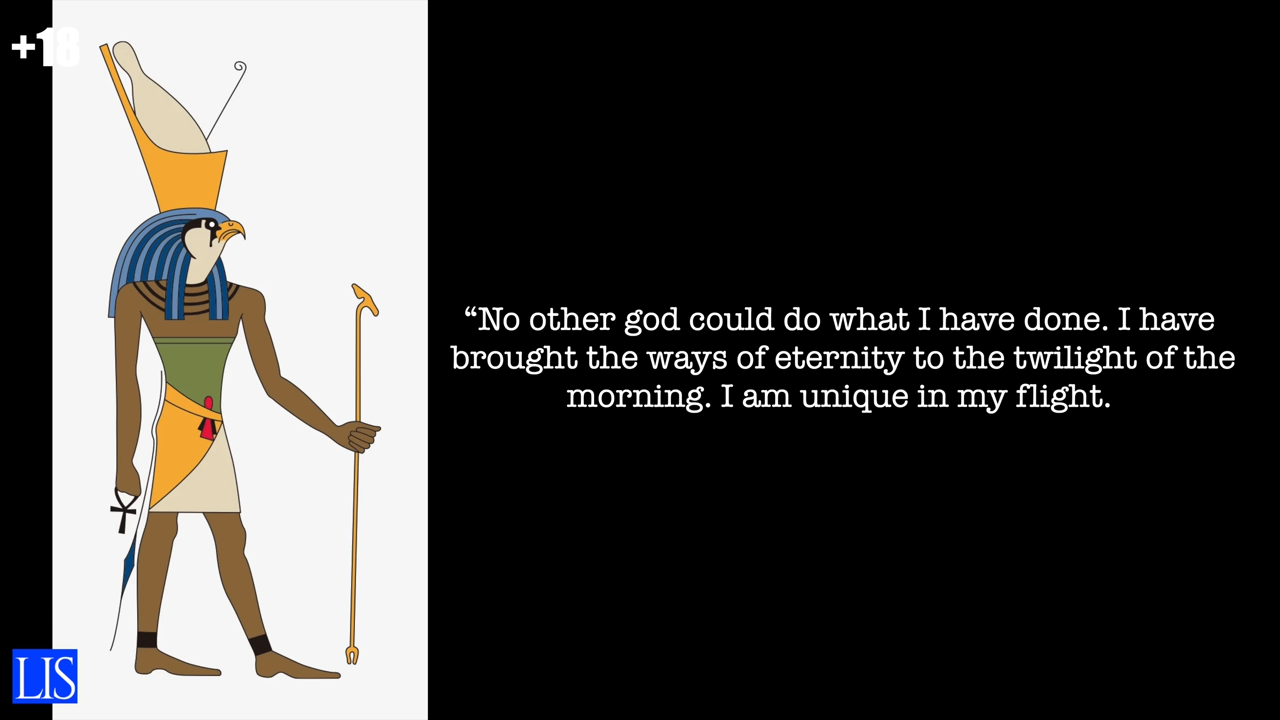 +18
“No other god could do what I have done. I have
brought the ways of eternity to the twilight of the
morning. I am unique in my flight.
LIS